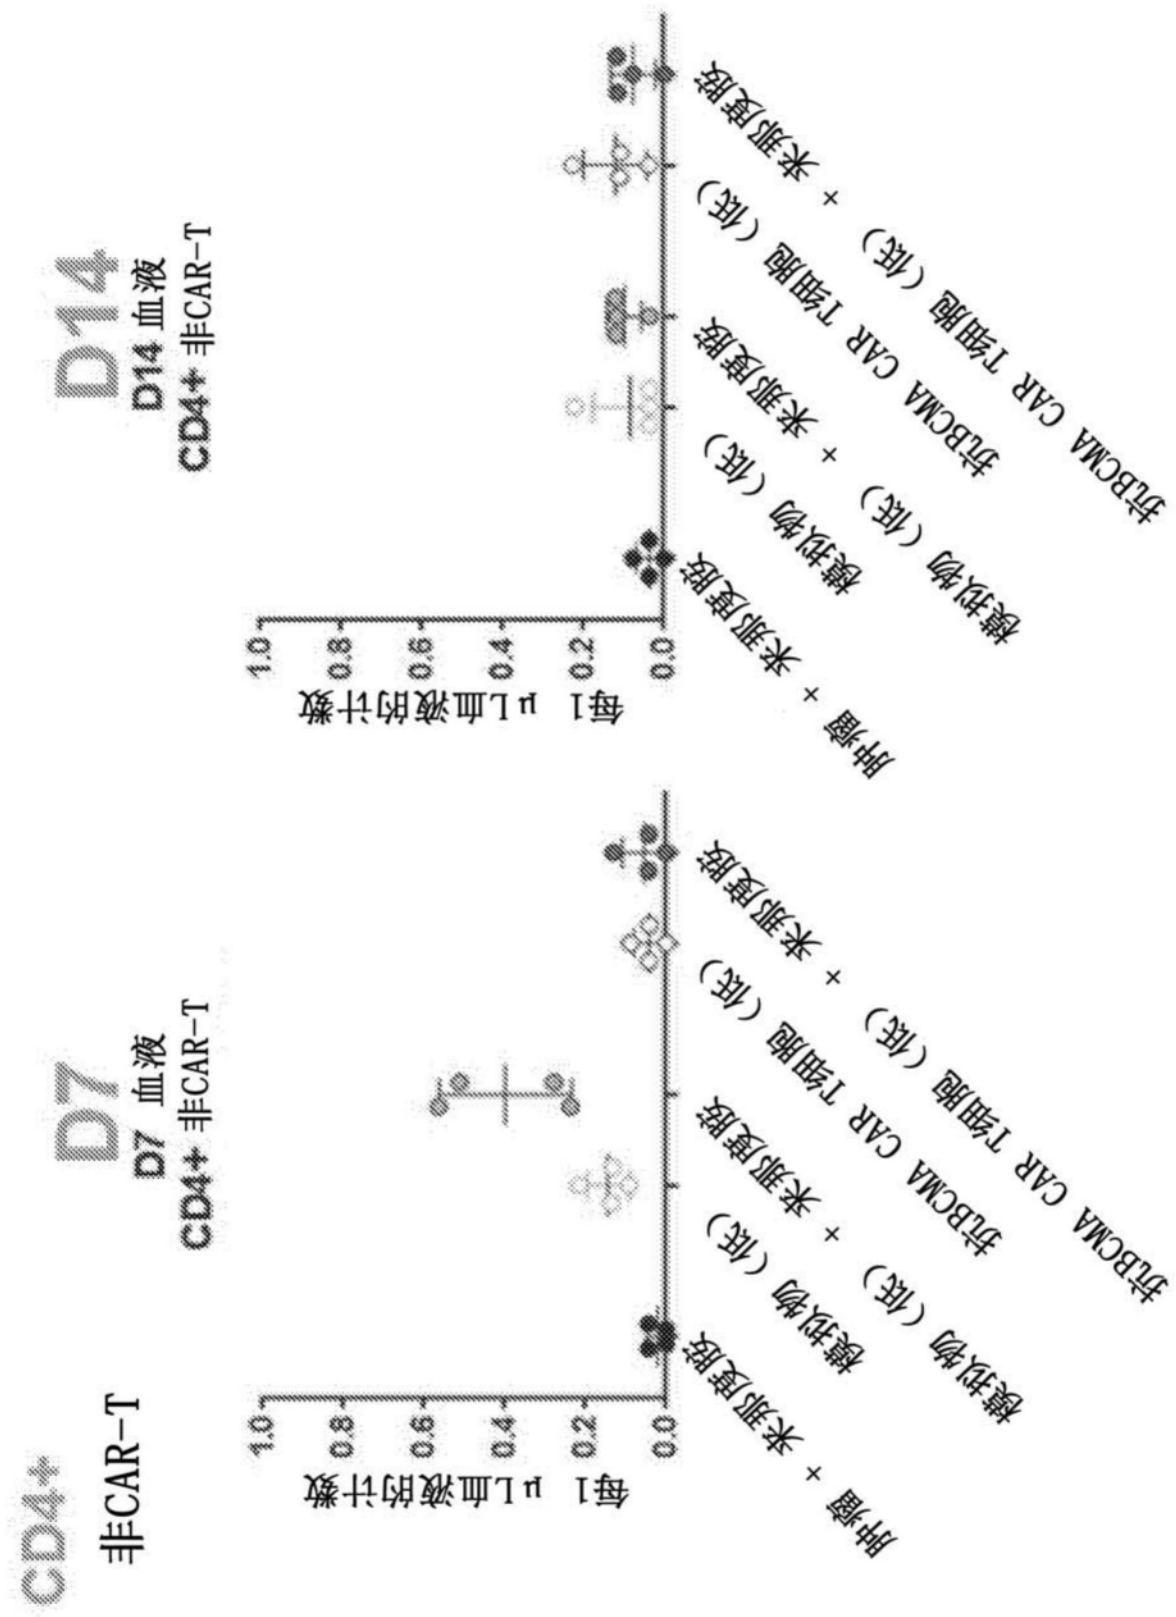 CD4+
非CAR-T
D7
D7 血液
CD4+ 非CAR-T
每1 μL血液的计数
1.0
0.8
0.6
0.4
0.2
0.0
肿瘤 + 来那度胺
模拟物（低）
模拟物（低） + 来那度胺
抗BCMA CAR T细胞（低）
抗BCMA CAR T细胞（低） + 来那度胺
D14
D14 血液
CD4+ 非CAR-T
每1 μL血液的计数
1.0
0.8
0.6
0.4
0.2
0.0
肿瘤 + 来那度胺
模拟物（低）
模拟物（低） + 来那度胺
抗BCMA CAR T细胞（低）
抗BCMA CAR T细胞（低） + 来那度胺